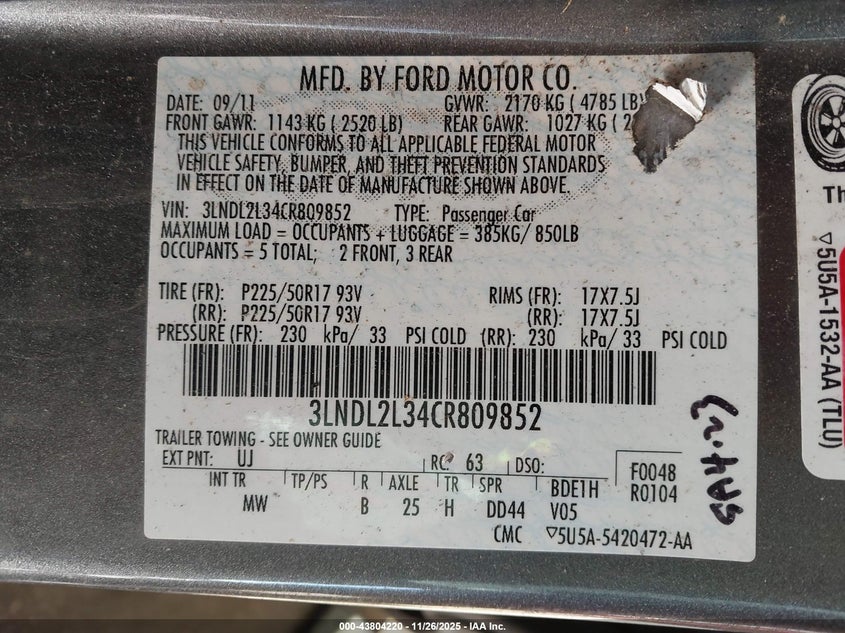 MFD. BY FORD MOTOR CO.
DATE: 09/11 GVWR: 2170 KG ( 4785 LB)
FRONT GAWR: 1143 KG ( 2520 LB) REAR GAWR: 1027 KG (
THIS VEHICLE CONFORMS TO ALL APPLICABLE FEDERAL MOTOR
VEHICLE SAFETY, BUMPER, AND THEFT PREVENTION STANDARDS
IN EFFECT ON THE DATE OF MANUFACTURE SHOWN ABOVE.
VIN: 3LNDL2L34CR809852 TYPE: Passenger Car
MAXIMUM LOAD = OCCUPANTS + LUGGAGE = 385KG/ 850LB
OCCUPANTS = 5 TOTAL; 2 FRONT, 3 REAR
TIRE (FR): P225/50R17 93V RIMS (FR): 17X7.5J
(RR): P225/50R17 93V (RR): 17X7.5J
PRESSURE (FR): 230 kPa/ 33 PSI COLD (RR): 230 kPa/ 33 PSI COLD
3LNDL2L34CR809852
TRAILER TOWING - SEE OWNER GUIDE
EXT PNT: UJ RC: 63 DSO: F0048
R0104
INT TR TP/PS R AXLE TR SPR BDE1H
MW B 25 H DD44 V05
CMC ▽5U5A-5420472-AA
Th
▽5U5A-1532-AA (TLU)
000-43804220 - 11/26/2025 - IAA Inc.